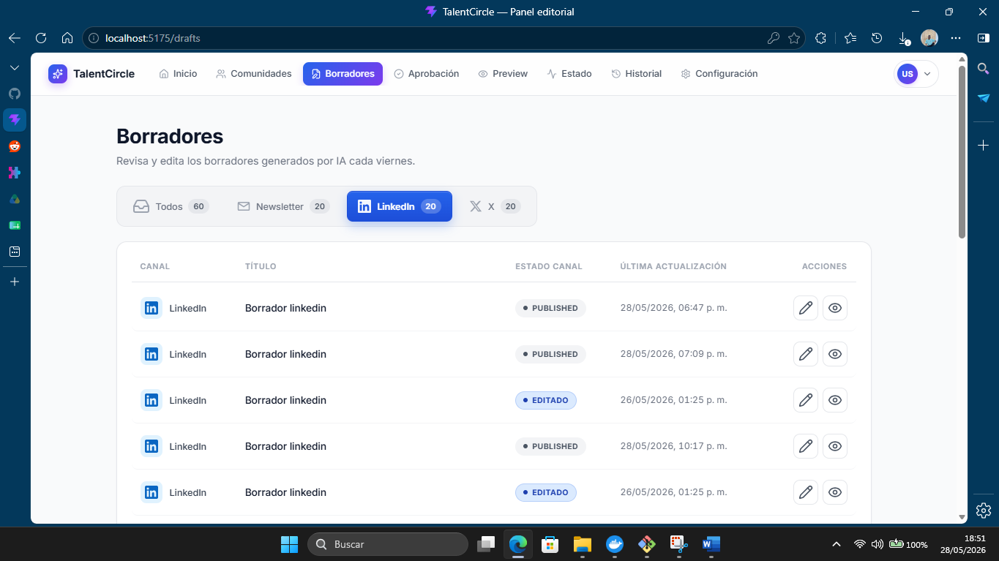 TalentCircle — Panel editorial
localhost:5175/drafts
TalentCircle
Inicio
Comunidades
Borradores
Aprobación
Preview
Estado
Historial
Configuración
US
Borradores
Revisa y edita los borradores generados por IA cada viernes.
Todos 60
Newsletter 20
LinkedIn 20
X 20
CANAL TÍTULO ESTADO CANAL ÚLTIMA ACTUALIZACIÓN ACCIONES
LinkedIn Borrador linkedin PUBLISHED 28/05/2026, 06:47 p. m.
LinkedIn Borrador linkedin PUBLISHED 28/05/2026, 07:09 p. m.
LinkedIn Borrador linkedin EDITADO 26/05/2026, 01:25 p. m.
LinkedIn Borrador linkedin PUBLISHED 28/05/2026, 10:17 p. m.
LinkedIn Borrador linkedin EDITADO 26/05/2026, 01:25 p. m.
Buscar
100%
18:51
28/05/2026